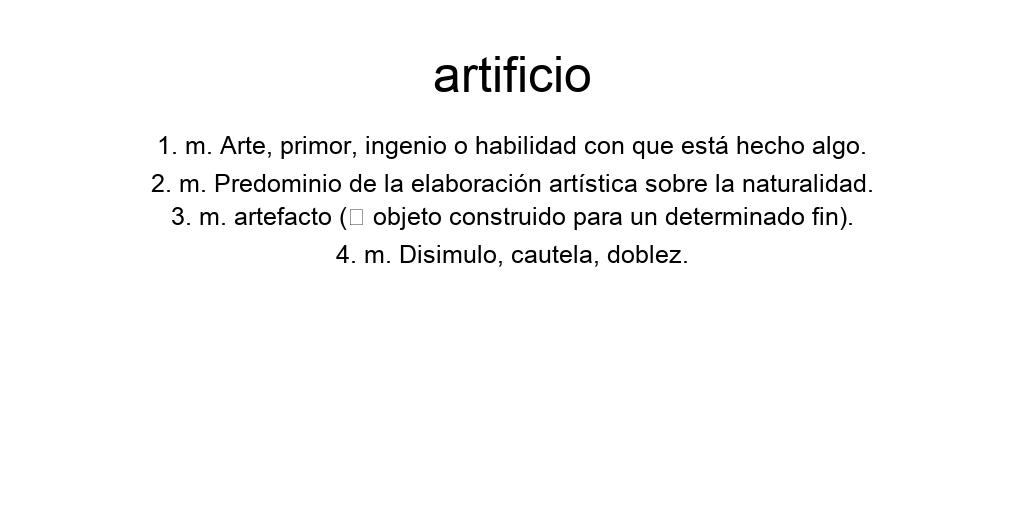 artificio
1. m. Arte, primor, ingenio o habilidad con que está hecho algo.
2. m. Predominio de la elaboración artística sobre la naturalidad.
3. m. artefacto (□ objeto construido para un determinado fin).
4. m. Disimulo, cautela, doblez.